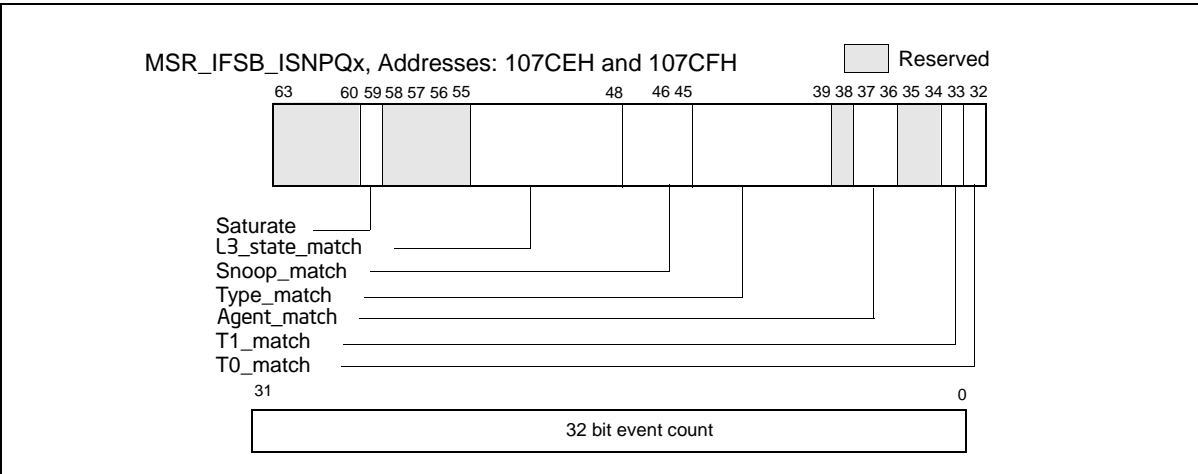 MSR_IFSB_ISNPQx, Addresses: 107CEH and 107CFH
Reserved
63 60 59 58 57 56 55 48 46 45 39 38 37 36 35 34 33 32
Saturate
L3_state_match
Snoop_match
Type_match
Agent_match
T1_match
T0_match
31 0
32 bit event count